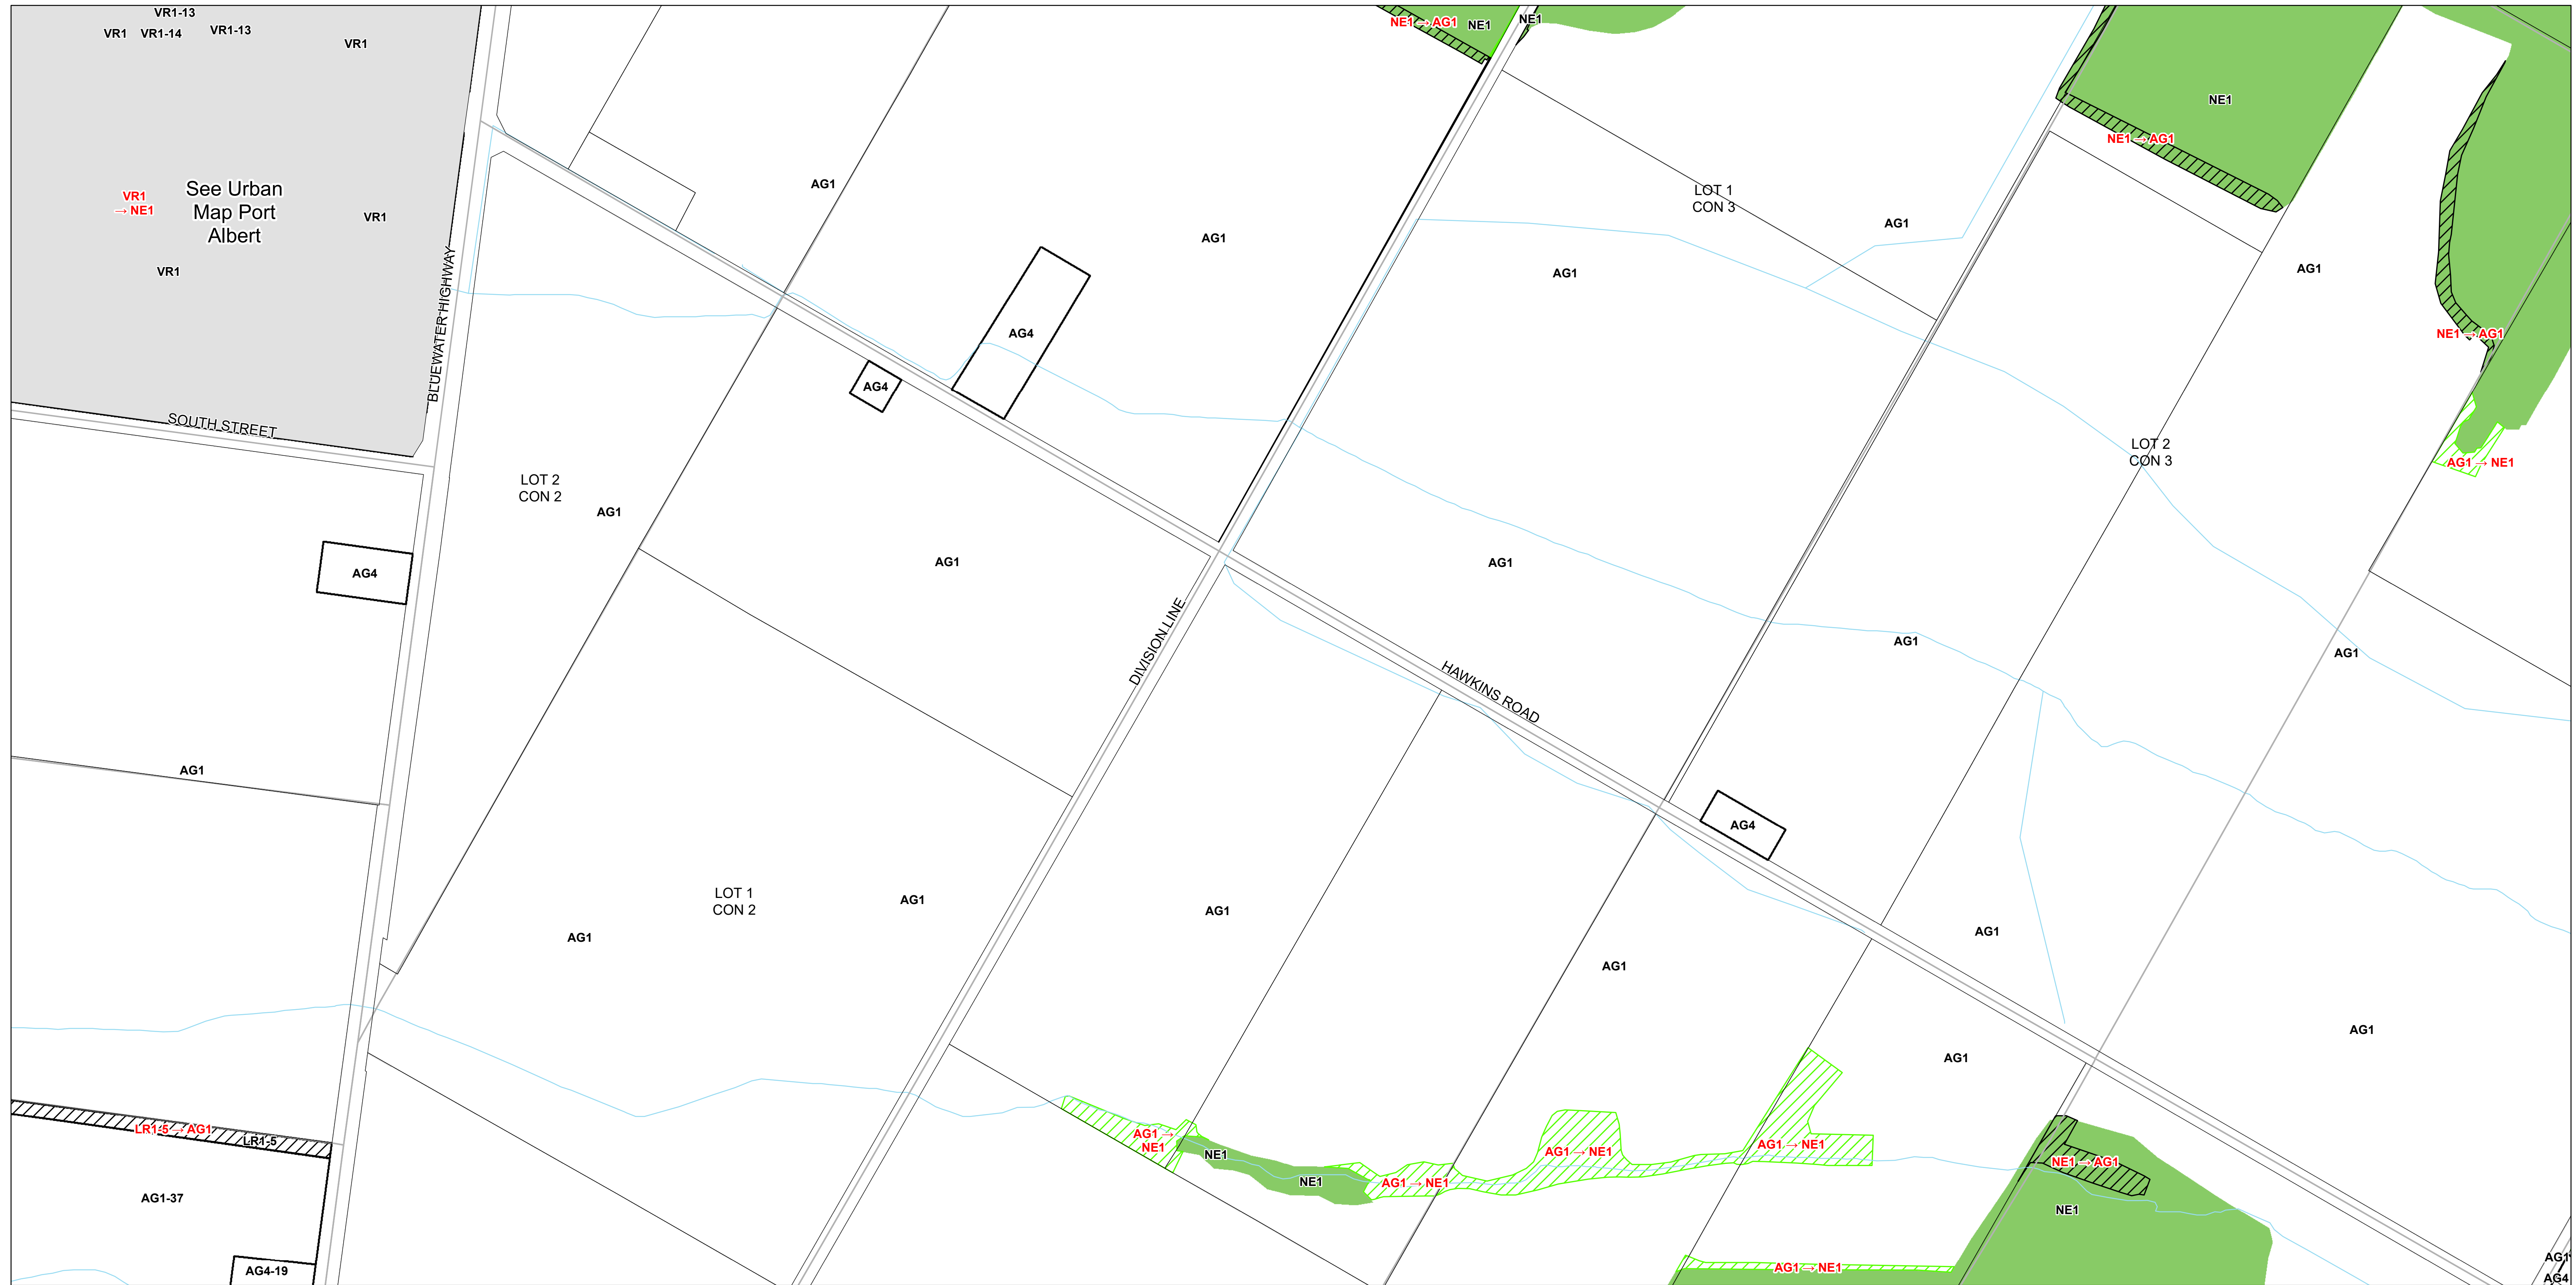 VR1-13
VR1
VR1-14
VR1-13
VR1
NE1→AG1
NE1
NE1
NE1
NE1→AG1
VR1
→ NE1
See Urban
Map Port
Albert
VR1
VR1
AG1
AG1
LOT 1
CON 3
AG1
AG1
AG1
BLUEWATER HIGHWAY
AG4
AG4
NE1→AG1
SOUTH STREET
LOT 2
CON 3
AG1→NE1
LOT 2
CON 2
AG1
AG4
AG1
AG1
DIVISION LINE
HAWKINS ROAD
AG1
AG1
AG1
AG4
LOT 1
CON 2
AG1
AG1
AG1
AG1
AG1
AG1
AG1
LR1-5→AG1
LR1-5
AG1→
NE1
NE1
AG1→NE1
AG1→NE1
NE1→AG1
NE1
AG1→NE1
AG1-37
NE1
AG4-19
AG1→NE1
AG1
AG4